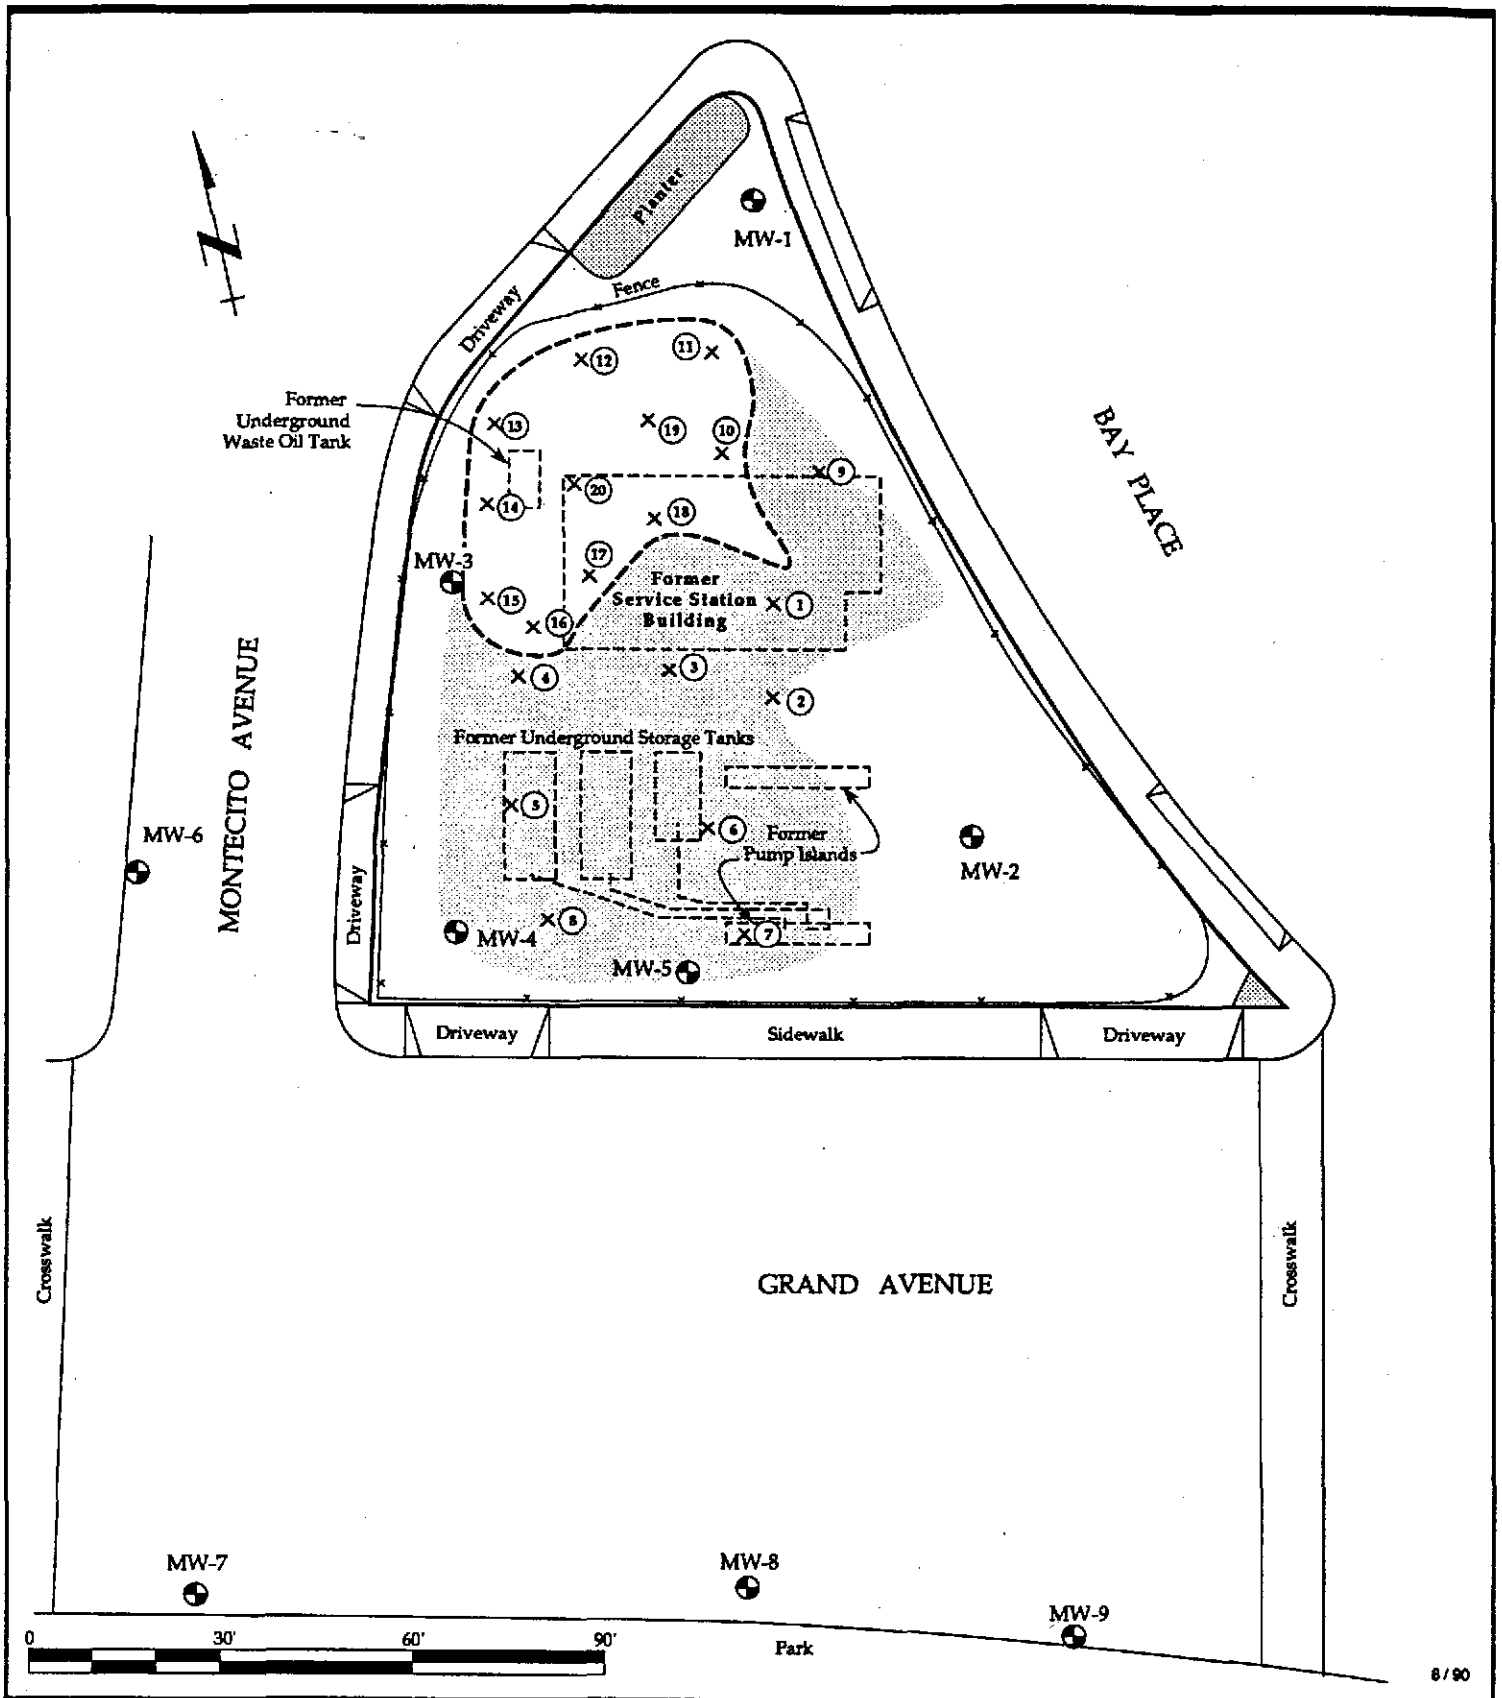 Planter
MW-1
Fence
Driveway
12
11
Former
Underground
Waste Oil Tank
13
19
10
9
BAY PLACE
20
14
18
MW-3
17
Former
Service Station
Building
1
15
16
3
4
2
MONTECITO AVENUE
Former Underground Storage Tanks
5
6
Former
Pump Islands
MW-6
MW-2
Driveway
8
7
MW-4
MW-5
Driveway
Sidewalk
Driveway
Crosswalk
GRAND AVENUE
Crosswalk
MW-7
MW-8
MW-9
0 30' 60' 90'
Park
8/90
N